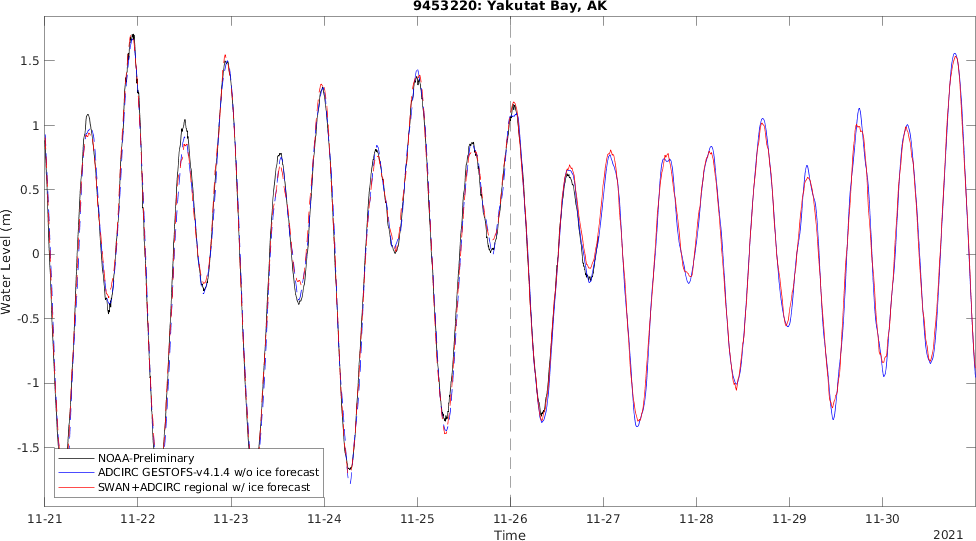 9453220: Yakutat Bay, AK
Water Level (m)
1.5
1
0.5
0
-0.5
-1
-1.5
NOAA-Preliminary
ADCIRC GESTOFS-v4.1.4 w/o ice forecast
SWAN+ADCIRC regional w/ ice forecast
11-21 11-22 11-23 11-24 11-25 11-26 11-27 11-28 11-29 11-30
Time
2021